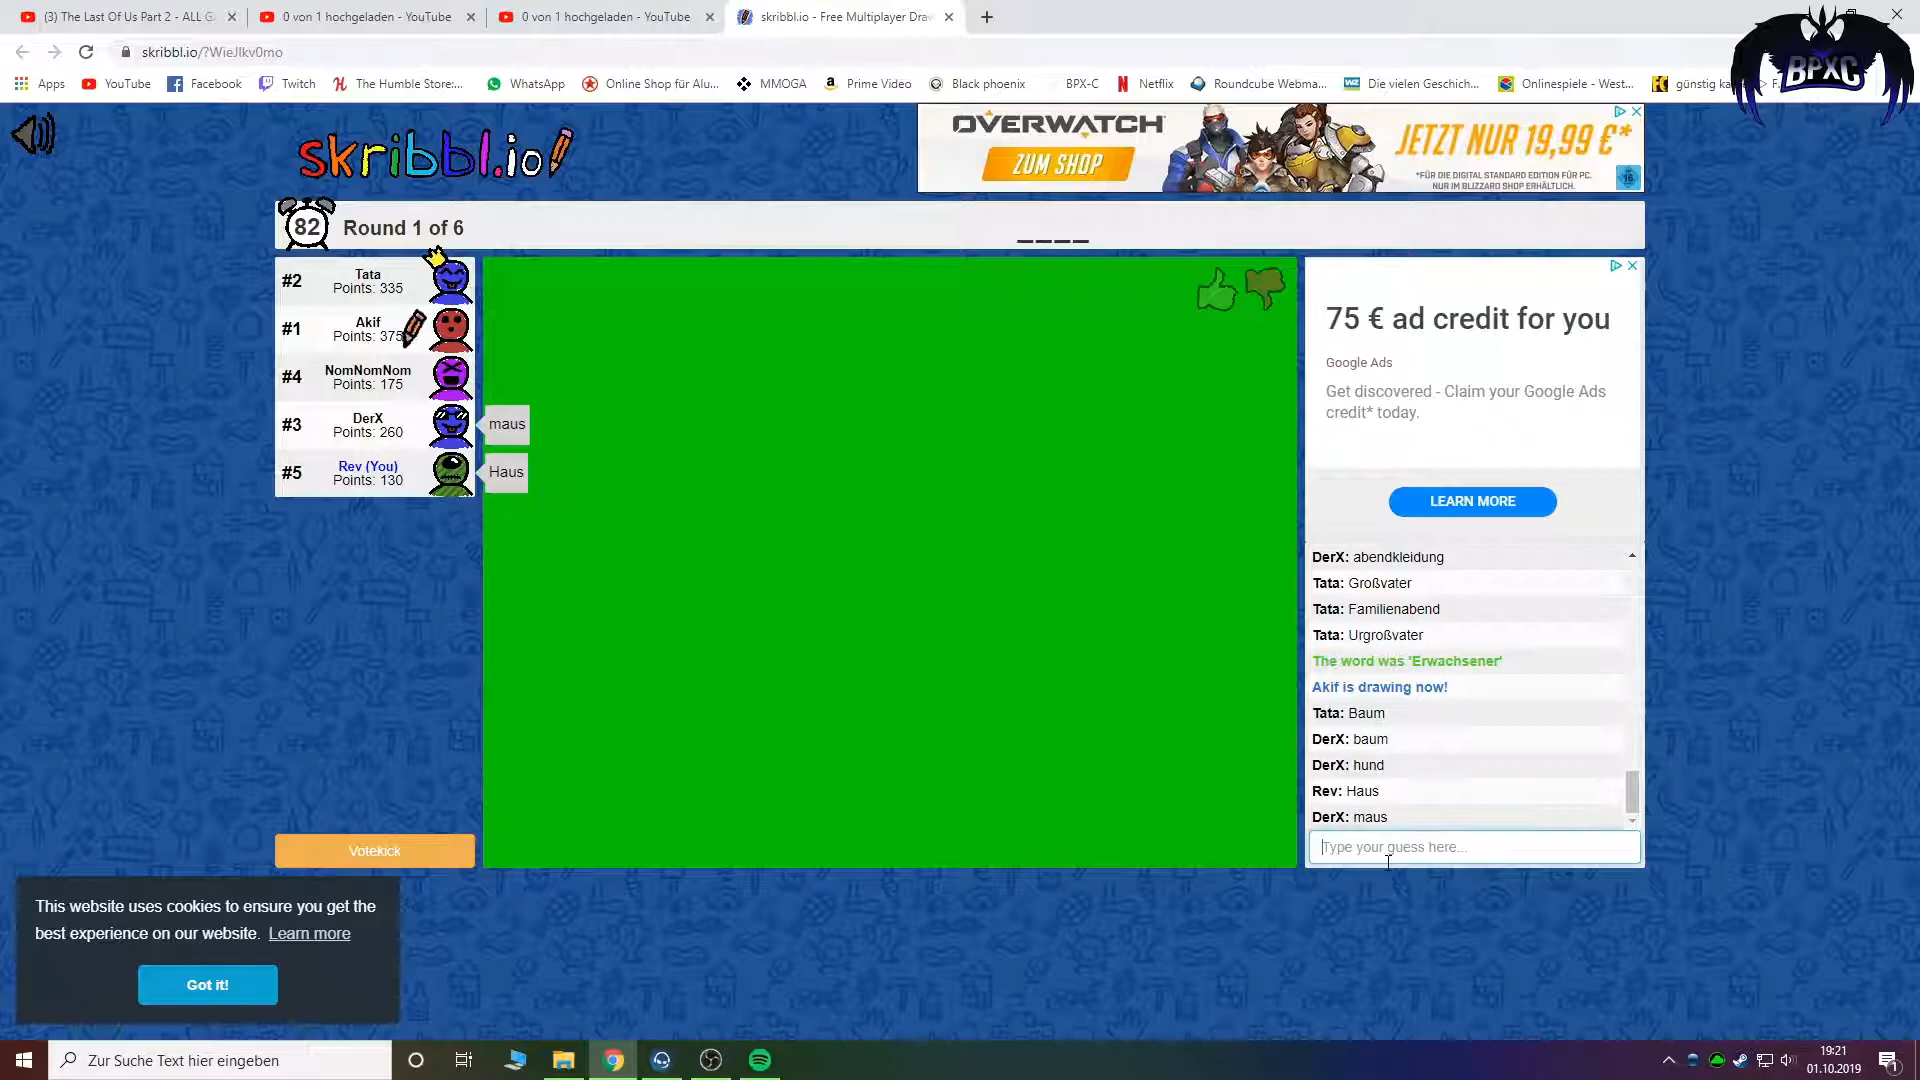 (3) The Last Of Us Part 2 - ALL G
0 von 1 hochgeladen - YouTube
0 von 1 hochgeladen - YouTube
skribbl.io - Free Multiplayer Draw
skribbl.io/?WieJlkv0mo
Apps
YouTube
Facebook
Twitch
The Humble Store:...
WhatsApp
Online Shop für Alu...
MMOGA
Prime Video
Black phoenix
BPX-C
Netflix
Roundcube Webma...
Die vielen Geschich...
Onlinespiele - West...
günstig ka
BPXC
skribbl.io
OVERWATCH
ZUM SHOP
JETZT NUR 19,99 €*
*FÜR DIE DIGITAL STANDARD EDITION FÜR PC.
NUR IM BLIZZARD SHOP ERHÄLTLICH.
16
82
Round 1 of 6
_ _ _ _
#2
Tata
Points: 335
#1
Akif
Points: 375
#4
NomNomNom
Points: 175
#3
DerX
Points: 260
maus
#5
Rev (You)
Points: 130
Haus
75 € ad credit for you
Google Ads
Get discovered - Claim your Google Ads
credit* today.
LEARN MORE
DerX: abendkleidung
Tata: Großvater
Tata: Familienabend
Tata: Urgroßvater
The word was 'Erwachsener'
Akif is drawing now!
Tata: Baum
DerX: baum
DerX: hund
Rev: Haus
DerX: maus
Type your guess here...
Votekick
This website uses cookies to ensure you get the
best experience on our website. Learn more
Got it!
Zur Suche Text hier eingeben
19:21
01.10.2019
1